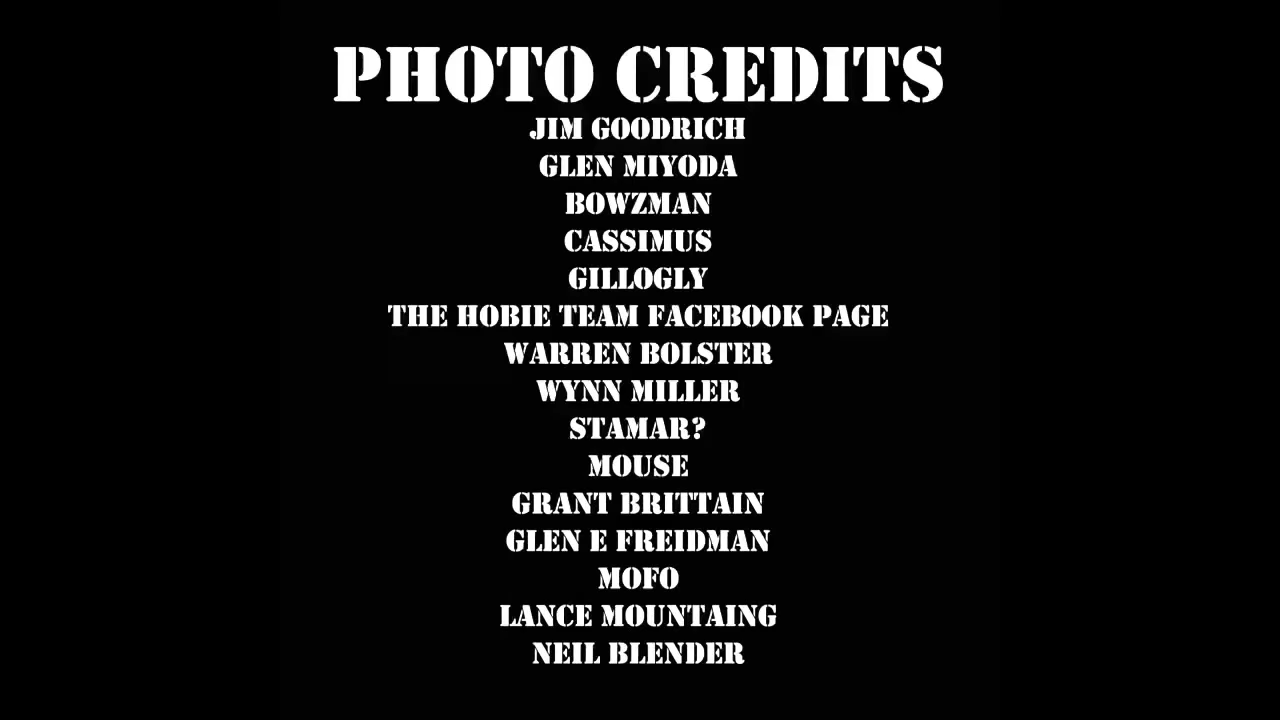 PHOTO CREDITS
JIM GOODRICH
GLEN MIYODA
BOWZMAN
CASSIMUS
GILLOGLY
THE HOBIE TEAM FACEBOOK PAGE
WARREN BOLSTER
WYNN MILLER
STAMAR?
MOUSE
GRANT BRITTAIN
GLEN E FREIDMAN
MOFO
LANCE MOUNTAING
NEIL BLENDER